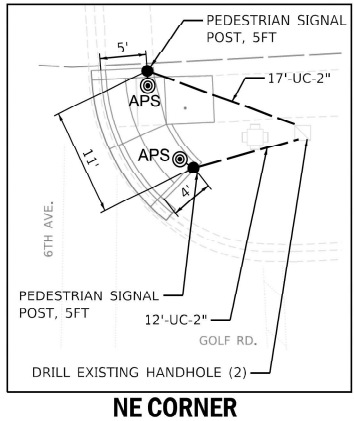 PEDESTRIAN SIGNAL
POST, 5FT
5'
17'-UC-2"
APS
APS
11'
4'
6TH AVE.
PEDESTRIAN SIGNAL
POST, 5FT
12'-UC-2"
GOLF RD.
DRILL EXISTING HANDHOLE (2)
NE CORNER